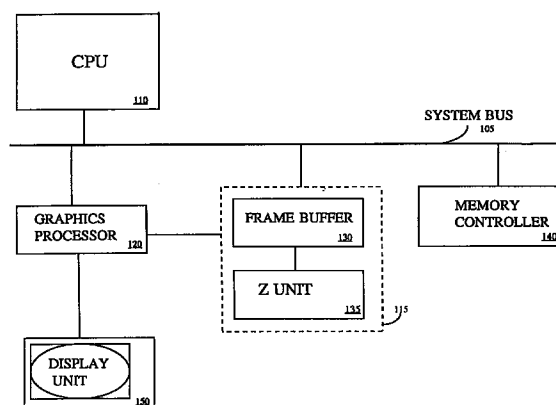 CPU
110
SYSTEM BUS
105
GRAPHICS
PROCESSOR
120
FRAME BUFFER
130
MEMORY
CONTROLLER
140
Z UNIT
135
115
DISPLAY
UNIT
150